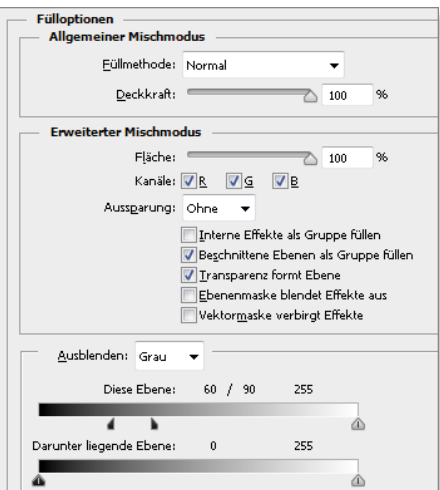 Fülloptionen
Allgemeiner Mischmodus
Füllmethode: Normal
Deckkraft: 100 %
Erweiterter Mischmodus
Fläche: 100 %
Kanäle: R G B
Aussparung: Ohne
Interne Effekte als Gruppe füllen
Beschnittene Ebenen als Gruppe füllen
Transparenz formt Ebene
Ebenenmaske blendet Effekte aus
Vektormaske verbirgt Effekte
Ausblenden: Grau
Diese Ebene: 60 / 90 255
Darunter liegende Ebene: 0 255